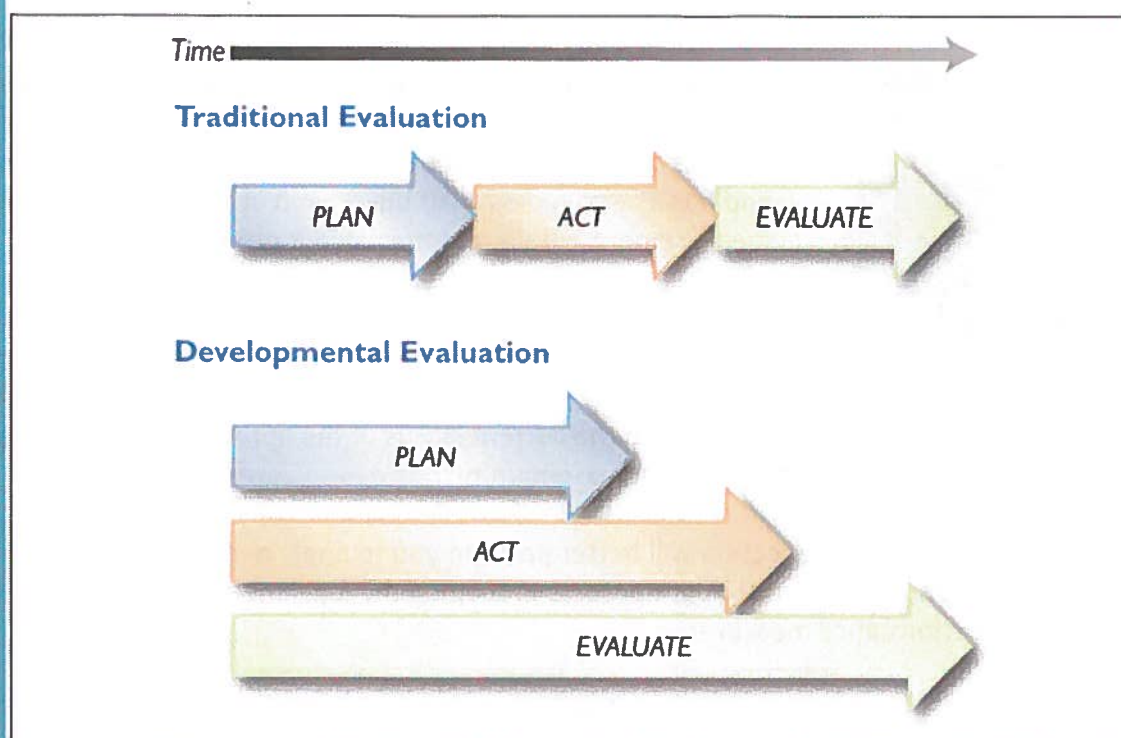 Time
Traditional Evaluation
PLAN ACT EVALUATE
Developmental Evaluation
PLAN
ACT
EVALUATE